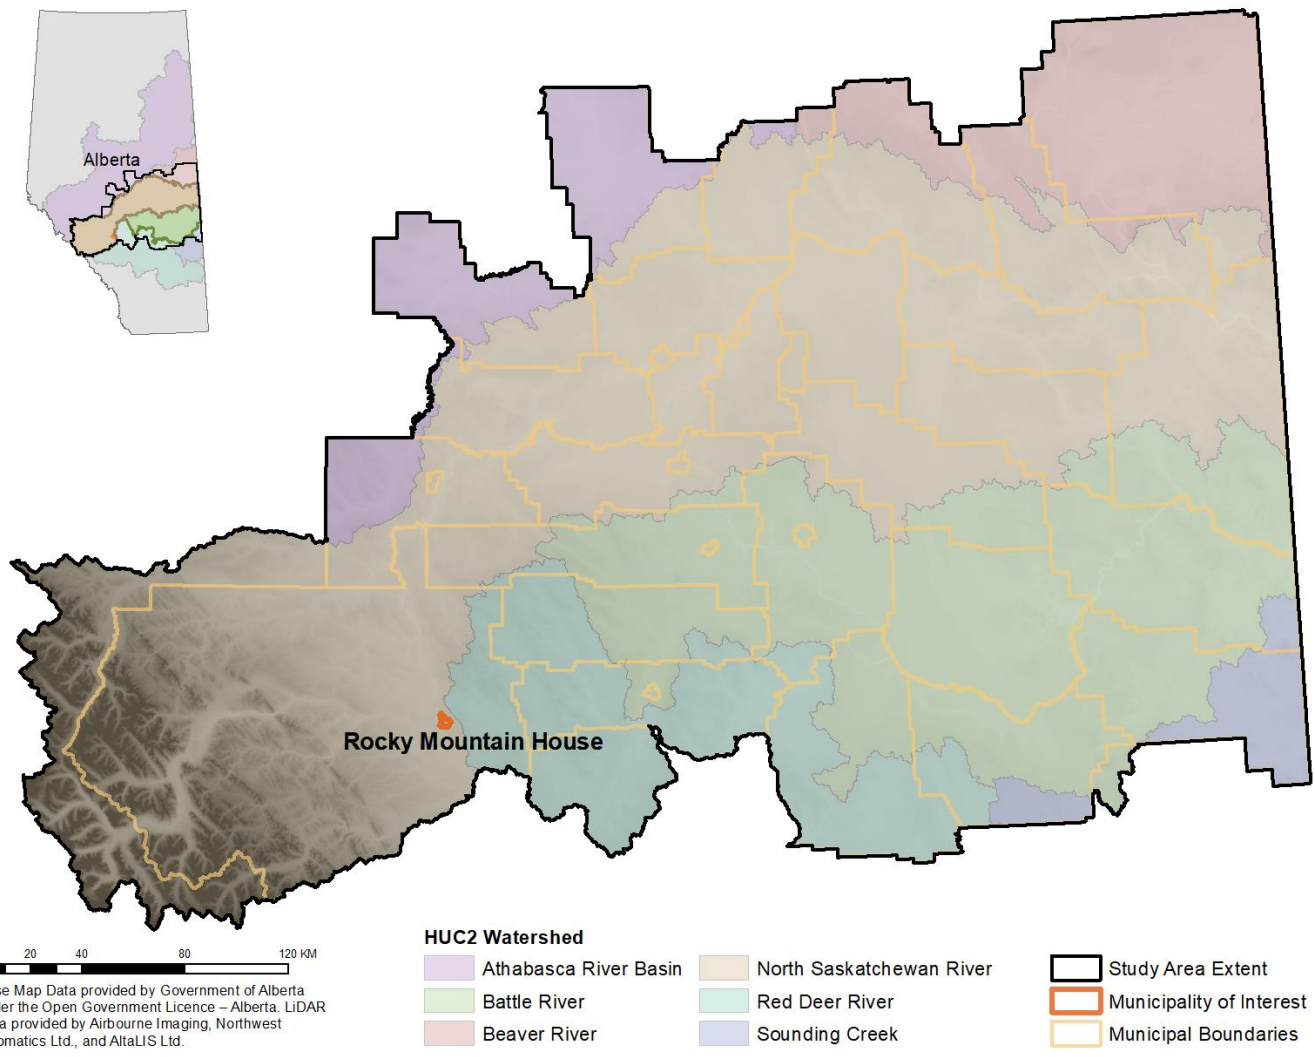 Alberta
Rocky Mountain House
20 40 80 120 KM
se Map Data provided by Government of Alberta
der the Open Government Licence – Alberta. LiDAR
a provided by Airbourne Imaging, Northwest
omatics Ltd., and AltaLIS Ltd.
HUC2 Watershed
Athabasca River Basin
Battle River
Beaver River
North Saskatchewan River
Red Deer River
Sounding Creek
Study Area Extent
Municipality of Interest
Municipal Boundaries